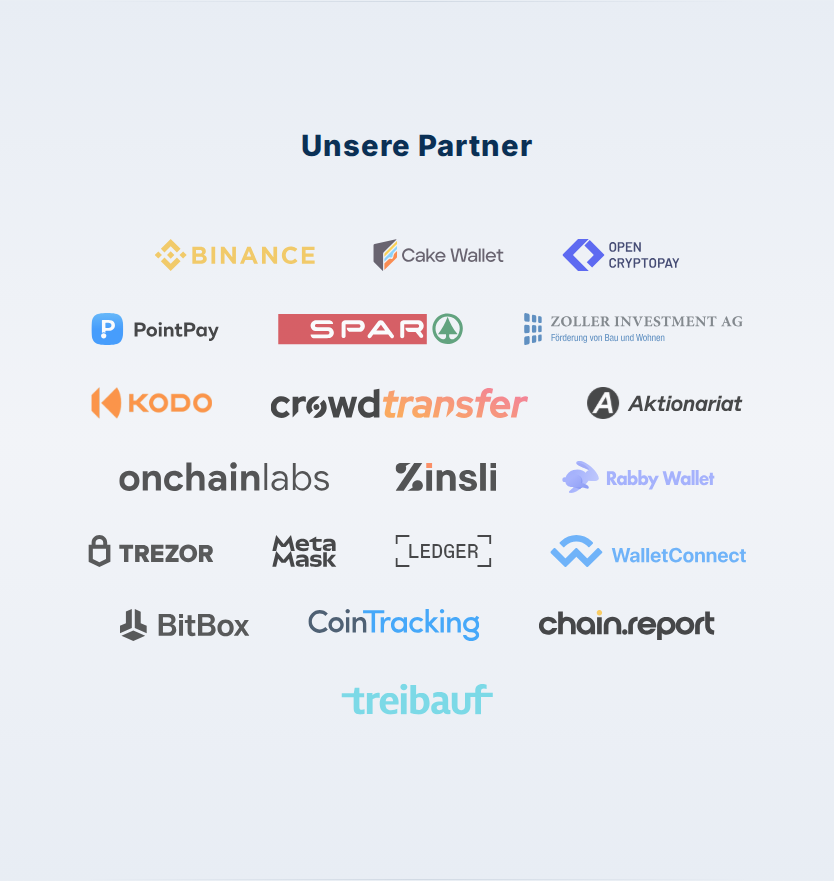 Unsere Partner
BINANCE
Cake Wallet
OPEN
CRYPTOPAY
P
PointPay
SPAR
ZOLLER INVESTMENT AG
Förderung von Bau und Wohnen
KODO
crowdtransfer
A
Aktionariat
onchainlabs
Zinsli
Rabby Wallet
TREZOR
Meta
Mask
LEDGER
WalletConnect
BitBox
CoinTracking
chain.report
treibauf